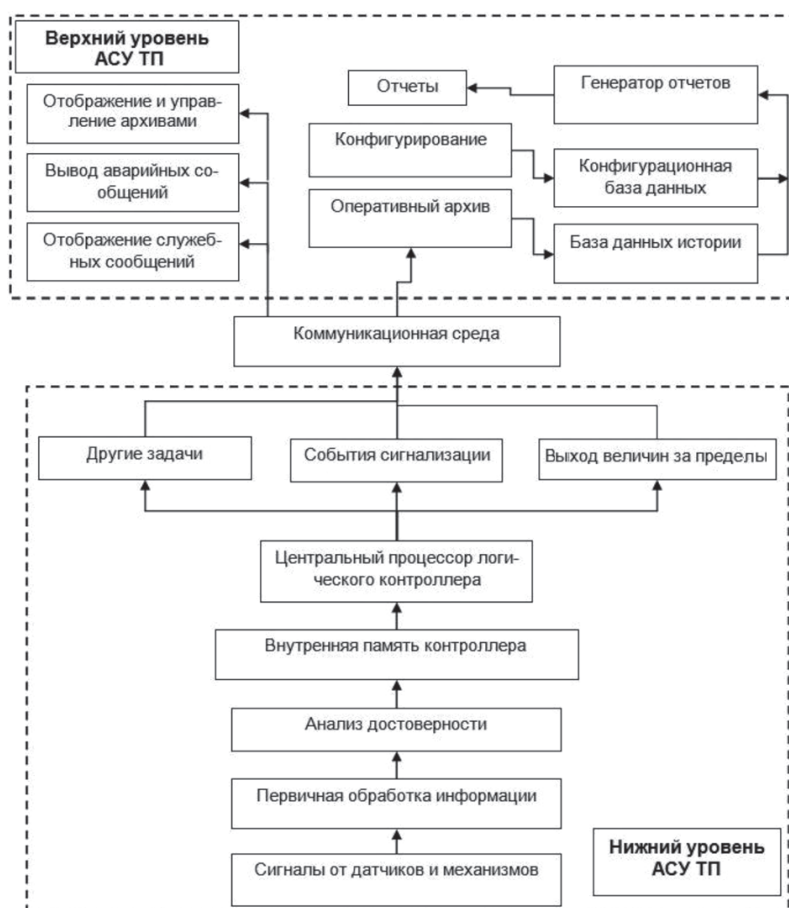 Верхний уровень
АСУ ТП
Отображение и управ-
ление архивами
Вывод аварийных со-
общений
Отображение служеб-
ных сообщений
Отчеты
Генератор отчетов
Конфигурирование
Конфигурационная
база данных
Оперативный архив
База данных истории
Коммуникационная среда
Другие задачи
События сигнализации
Выход величин за пределы
Центральный процессор логи-
ческого контроллера
Внутренняя память контроллера
Анализ достоверности
Первичная обработка информации
Сигналы от датчиков и механизмов
Нижний уровень
АСУ ТП